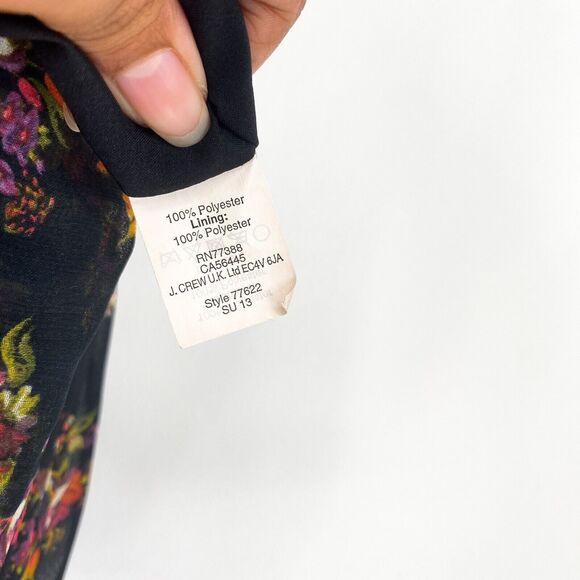 100% Polyester
Lining:
100% Polyester
RN77388
CA56445
J. CREW U.K. Ltd EC4V 6JA
Style 77622
SU 13